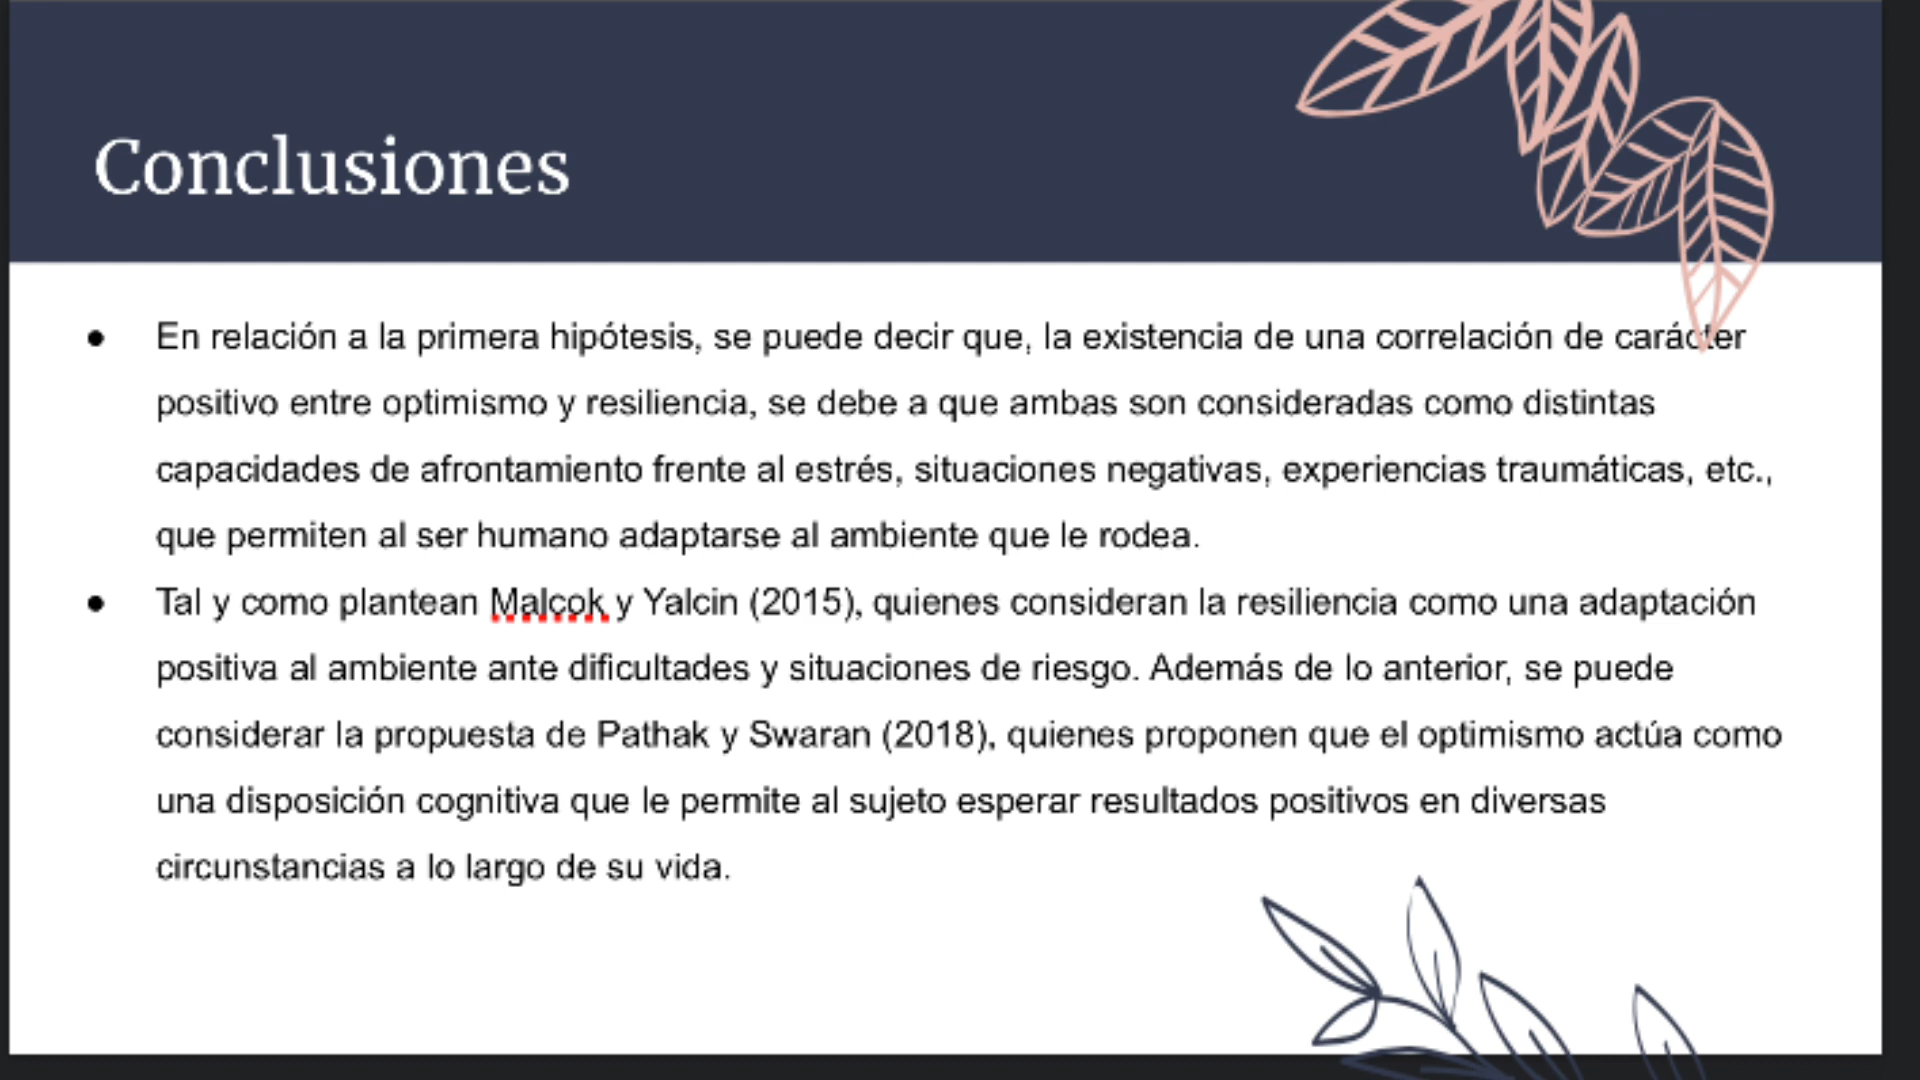 Conclusiones
● En relación a la primera hipótesis, se puede decir que, la existencia de una correlación de carácter
positivo entre optimismo y resiliencia, se debe a que ambas son consideradas como distintas
capacidades de afrontamiento frente al estrés, situaciones negativas, experiencias traumáticas, etc.,
que permiten al ser humano adaptarse al ambiente que le rodea.
● Tal y como plantean Malcok y Yalcin (2015), quienes consideran la resiliencia como una adaptación
positiva al ambiente ante dificultades y situaciones de riesgo. Además de lo anterior, se puede
considerar la propuesta de Pathak y Swaran (2018), quienes proponen que el optimismo actúa como
una disposición cognitiva que le permite al sujeto esperar resultados positivos en diversas
circunstancias a lo largo de su vida.